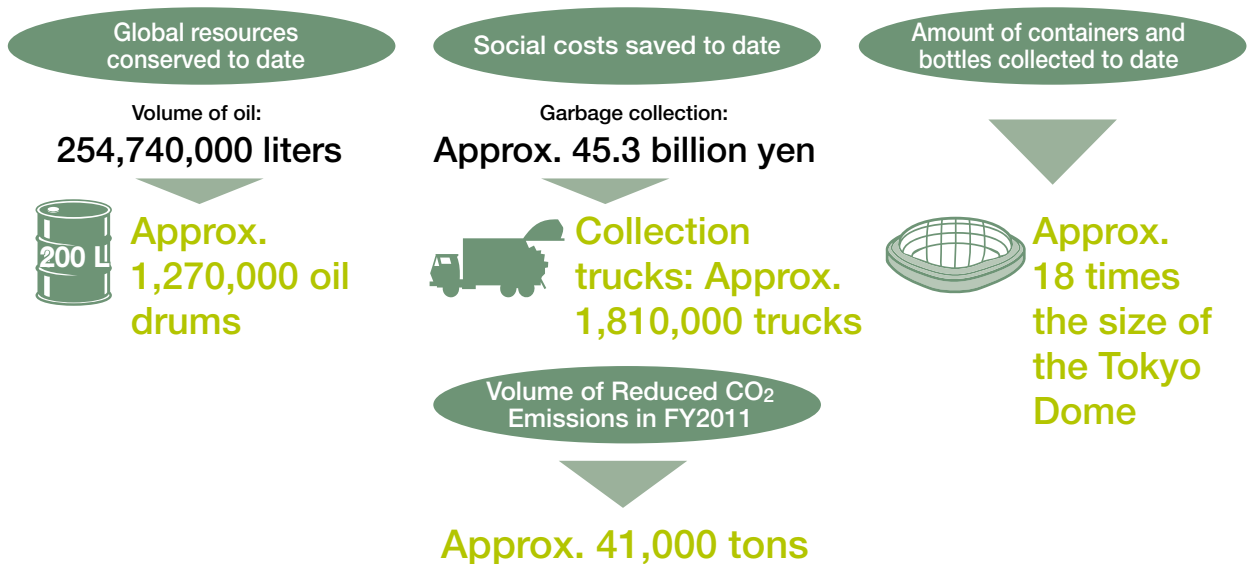 Global resources
conserved to date
Volume of oil:
254,740,000 liters
200 L
Approx.
1,270,000 oil
drums
Social costs saved to date
Garbage collection:
Approx. 45.3 billion yen
Collection
trucks: Approx.
1,810,000 trucks
Amount of containers and
bottles collected to date
Approx.
18 times
the size of
the Tokyo
Dome
Volume of Reduced CO2
Emissions in FY2011
Approx. 41,000 tons